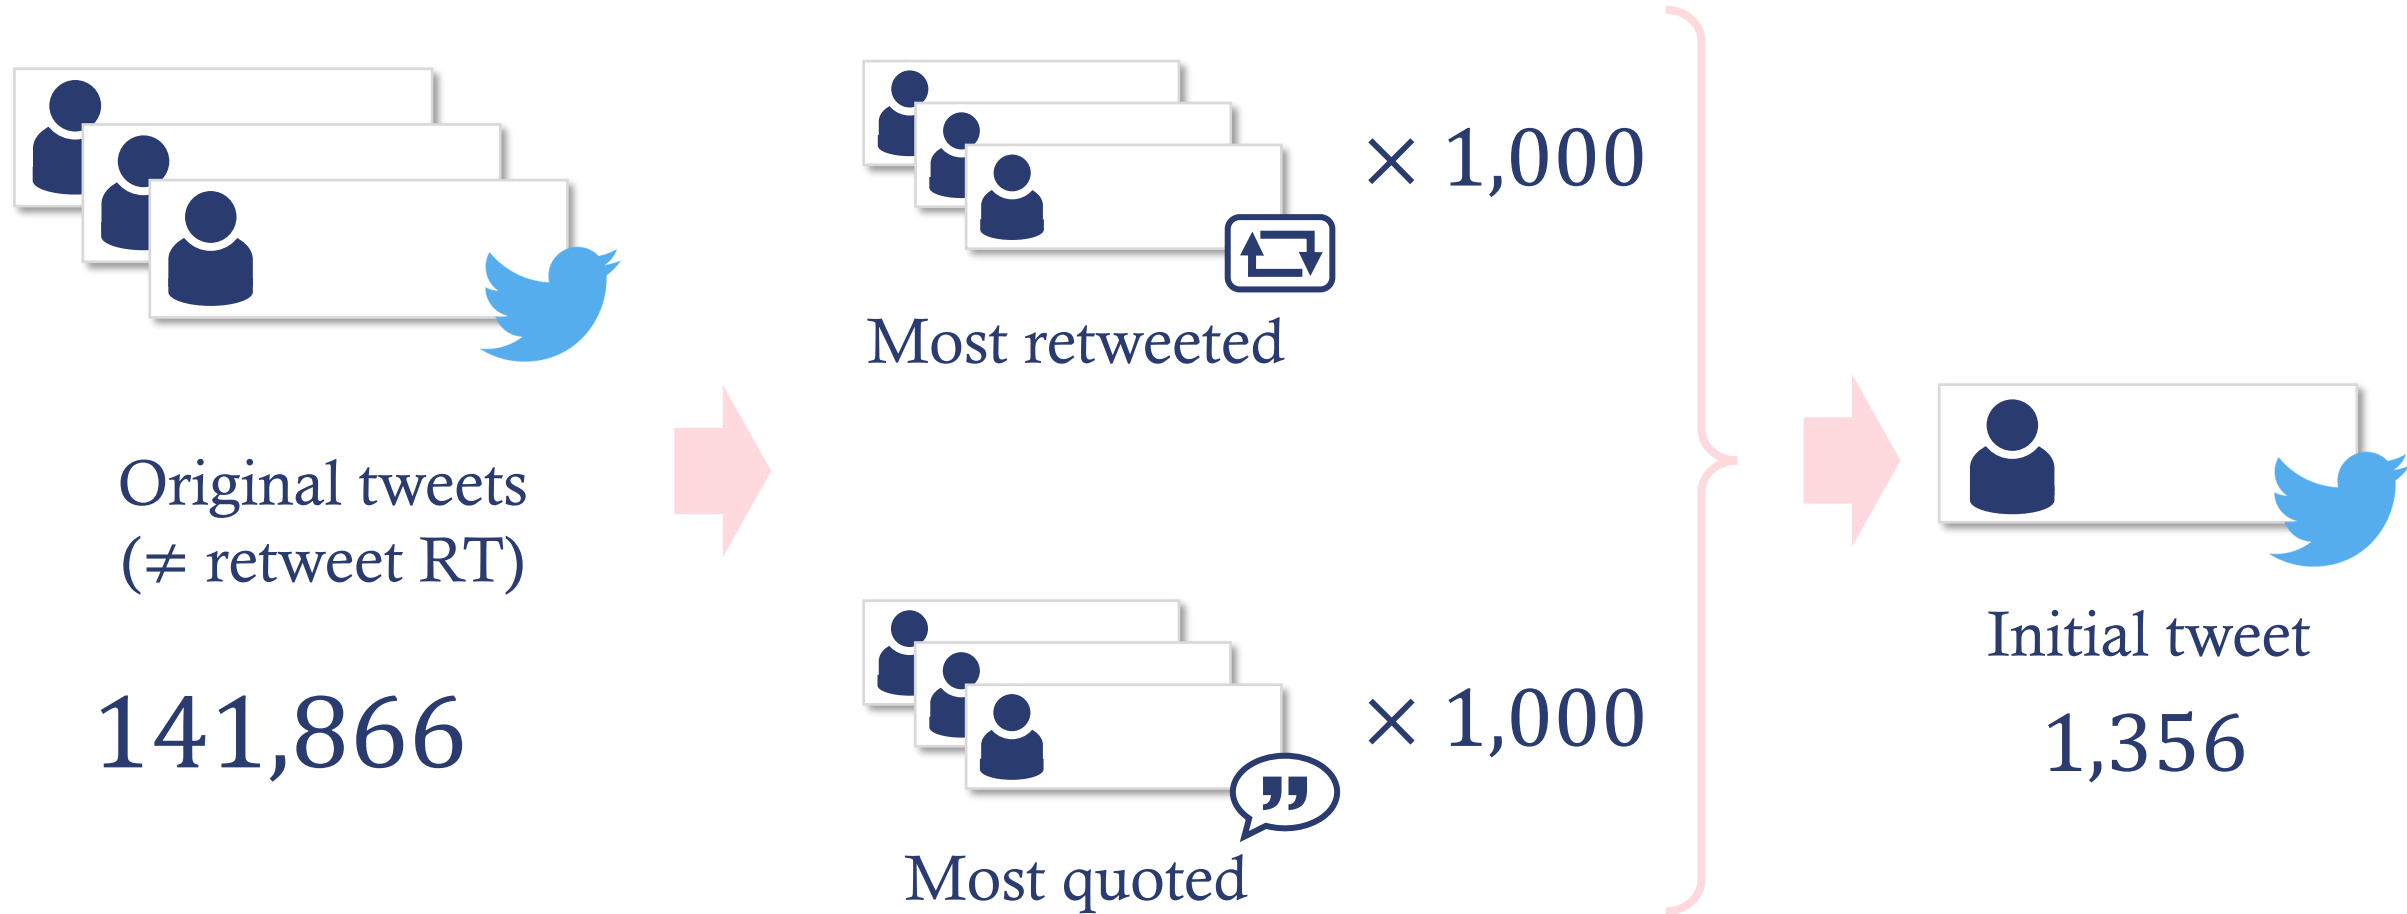 Original tweets
(≠ retweet RT)
141,866
× 1,000
Most retweeted
× 1,000
Most quoted
Initial tweet
1,356